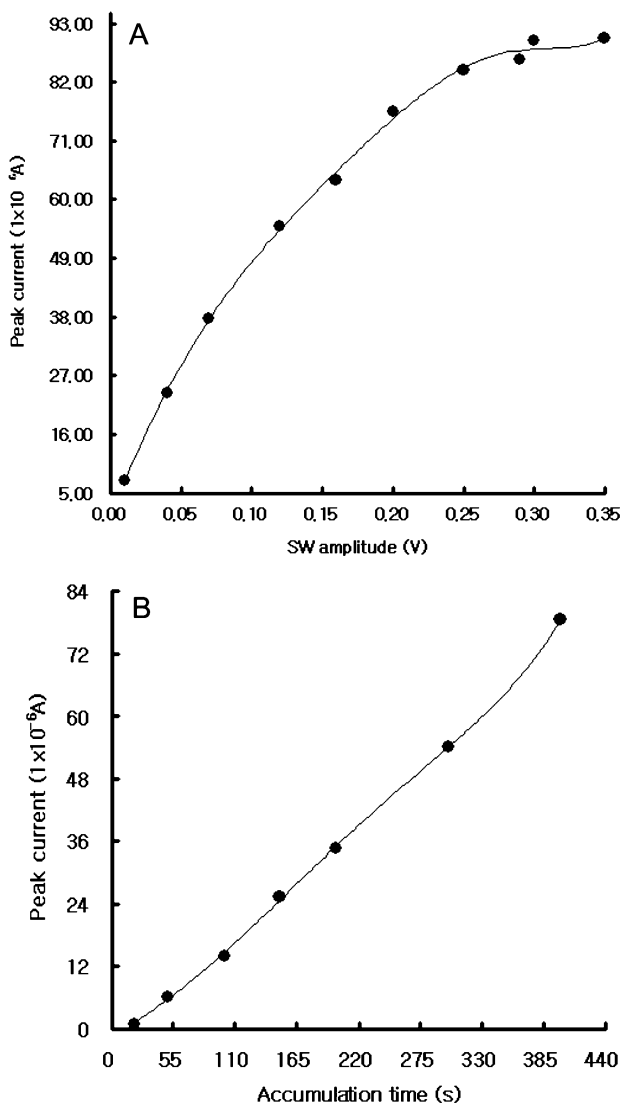 A
Peak current (1x10⁻⁶A)
93.00
82.00
71.00
60.00
49.00
38.00
27.00
16.00
5.00
0.00 0.05 0.10 0.15 0.20 0.25 0.30 0.35
SW amplitude (V)
B
Peak current (1x10⁻⁶A)
84
72
60
48
36
24
12
0
0 55 110 165 220 275 330 385 440
Accumulation time (s)